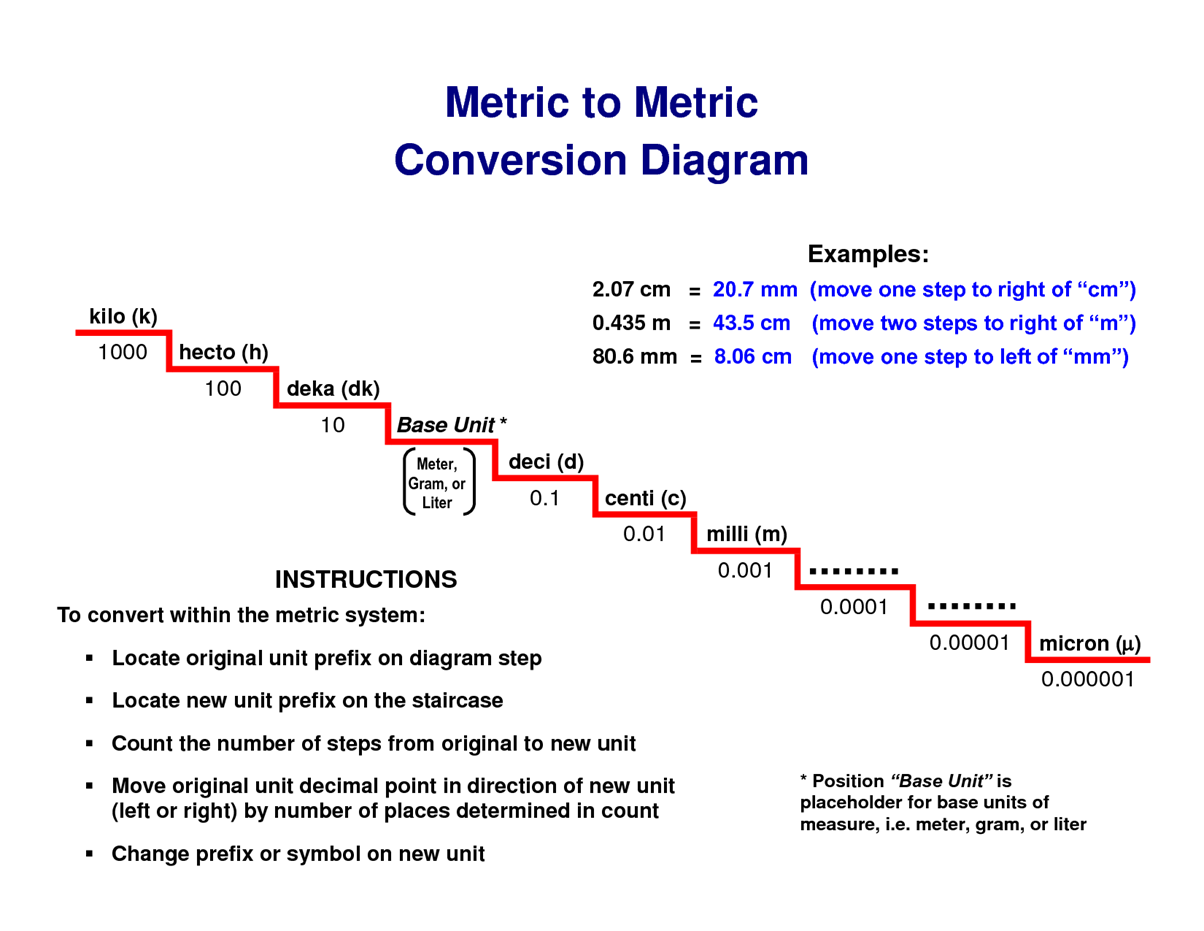 Metric to Metric
Conversion Diagram
Examples:
2.07 cm = 20.7 mm (move one step to right of “cm”)
0.435 m = 43.5 cm (move two steps to right of “m”)
80.6 mm = 8.06 cm (move one step to left of “mm”)
kilo (k)
1000
hecto (h)
100
deka (dk)
10
Base Unit *
Meter,
Gram, or
Liter
deci (d)
0.1
centi (c)
0.01
milli (m)
0.001
0.0001
0.00001
micron (μ)
0.000001
INSTRUCTIONS
To convert within the metric system:
▪ Locate original unit prefix on diagram step
▪ Locate new unit prefix on the staircase
▪ Count the number of steps from original to new unit
▪ Move original unit decimal point in direction of new unit
(left or right) by number of places determined in count
▪ Change prefix or symbol on new unit
* Position “Base Unit” is
placeholder for base units of
measure, i.e. meter, gram, or liter